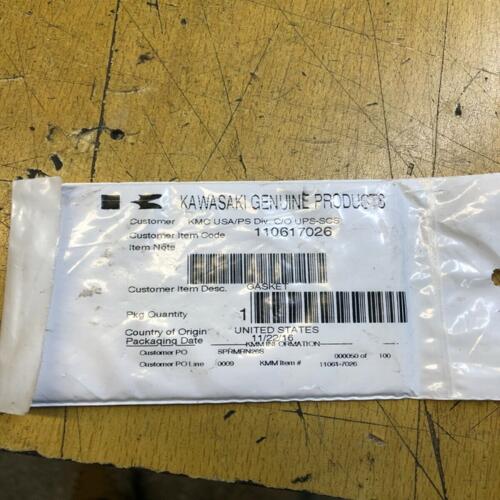 KAWASAKI GENUINE PRODUCTS
Customer KMC USA/PS Div. C/O UPS-SCS
Customer Item Code 110617026
Item Note
Customer Item Desc. GASKET
Pkg Quantity 1
Country of Origin UNITED STATES
Packaging Date 11/22/16
KMM INFORMATION
Customer PO 000050 of 100
Customer PO Line 0009 KMM Item # 11061-7026